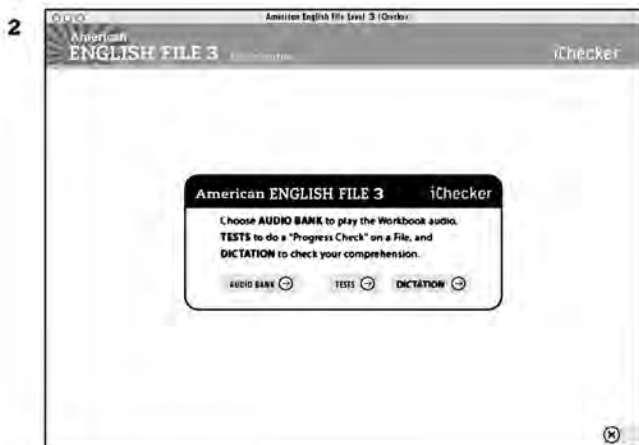 2
American English File Level 3 iChecker
American
ENGLISH FILE 3
iChecker
American ENGLISH FILE 3 iChecker
Choose AUDIO BANK to play the Workbook audio,
TESTS to do a "Progress Check" on a File, and
DICTATION to check your comprehension.
AUDIO BANK TESTS DICTATION